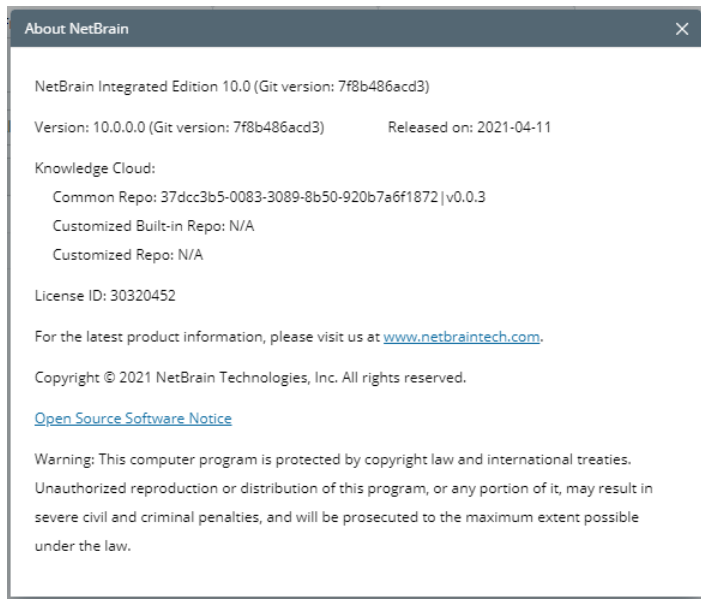 About NetBrain
NetBrain Integrated Edition 10.0 (Git version: 7f8b486acd3)
Version: 10.0.0.0 (Git version: 7f8b486acd3) Released on: 2021-04-11
Knowledge Cloud:
Common Repo: 37dcc3b5-0083-3089-8b50-920b7a6f1872|v0.0.3
Customized Built-in Repo: N/A
Customized Repo: N/A
License ID: 30320452
For the latest product information, please visit us at www.netbraintech.com.
Copyright © 2021 NetBrain Technologies, Inc. All rights reserved.
Open Source Software Notice
Warning: This computer program is protected by copyright law and international treaties.
Unauthorized reproduction or distribution of this program, or any portion of it, may result in
severe civil and criminal penalties, and will be prosecuted to the maximum extent possible
under the law.